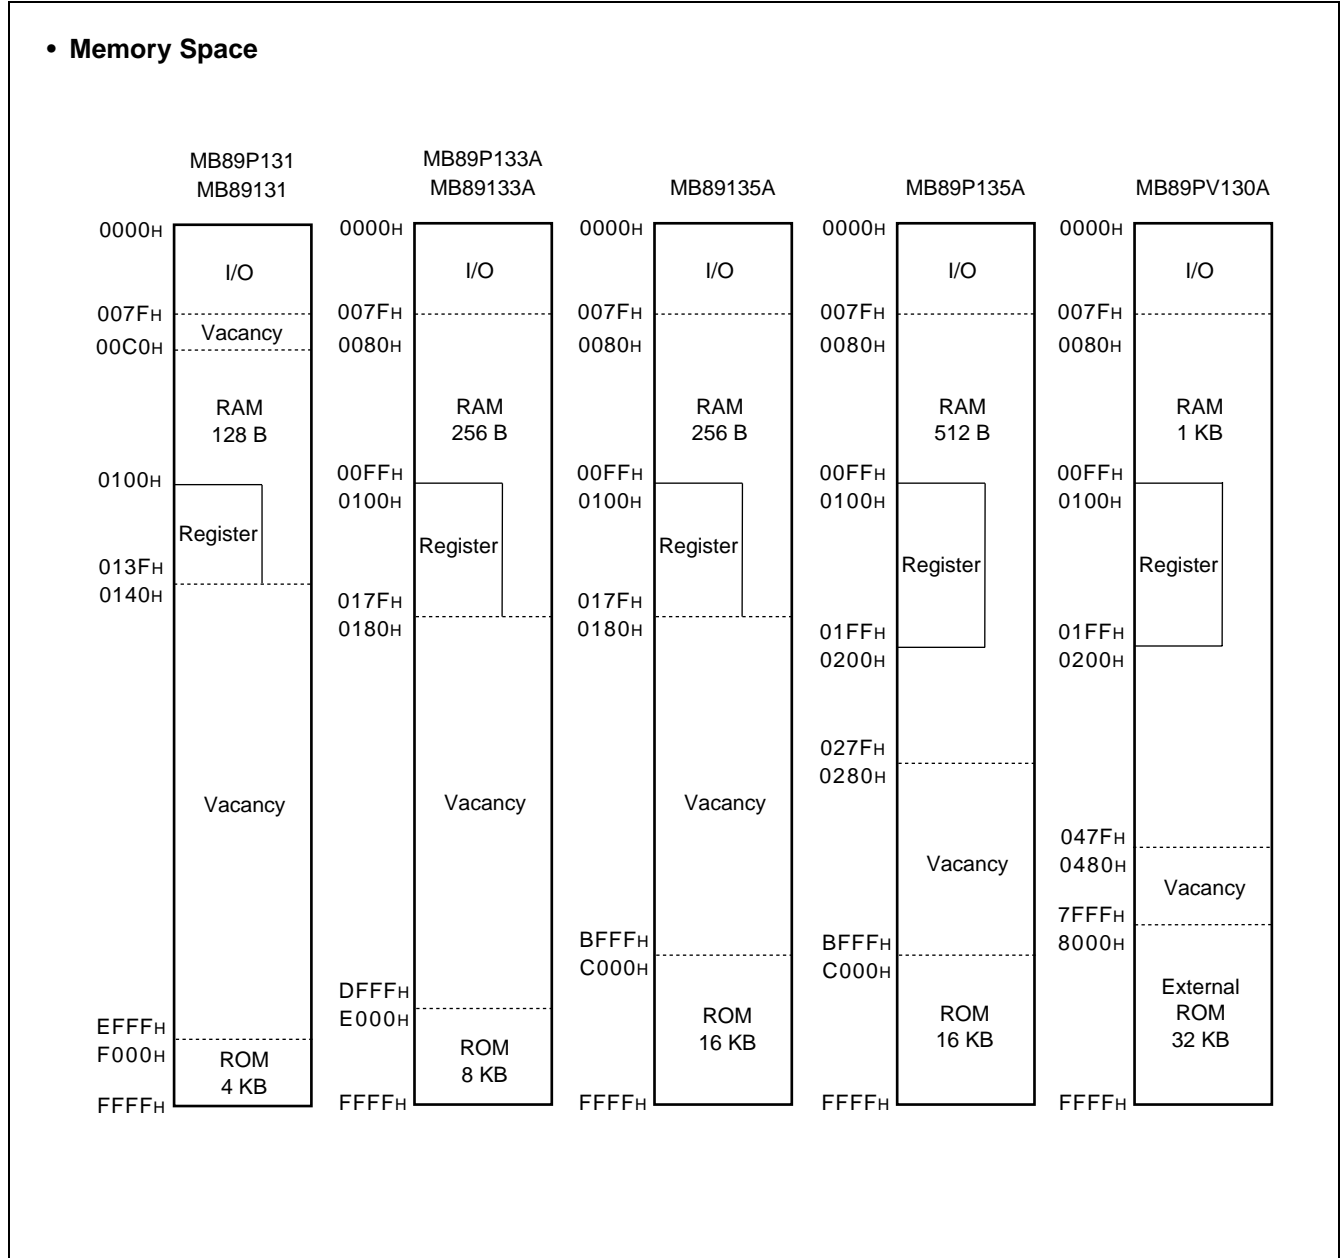 • Memory Space
MB89P131
MB89131
0000H
I/O
007FH
Vacancy
00C0H
RAM
128 B
0100H
Register
013FH
0140H
Vacancy
EFFFH
F000H
ROM
4 KB
FFFFH
MB89P133A
MB89133A
0000H
I/O
007FH
0080H
RAM
256 B
00FFH
0100H
Register
017FH
0180H
Vacancy
DFFFH
E000H
ROM
8 KB
FFFFH
MB89135A
0000H
I/O
007FH
0080H
RAM
256 B
00FFH
0100H
Register
017FH
0180H
Vacancy
BFFFH
C000H
ROM
16 KB
FFFFH
MB89P135A
0000H
I/O
007FH
0080H
RAM
512 B
00FFH
0100H
Register
01FFH
0200H
027FH
0280H
Vacancy
BFFFH
C000H
ROM
16 KB
FFFFH
MB89PV130A
0000H
I/O
007FH
0080H
RAM
1 KB
00FFH
0100H
Register
01FFH
0200H
047FH
0480H
Vacancy
7FFFH
8000H
External
ROM
32 KB
FFFFH